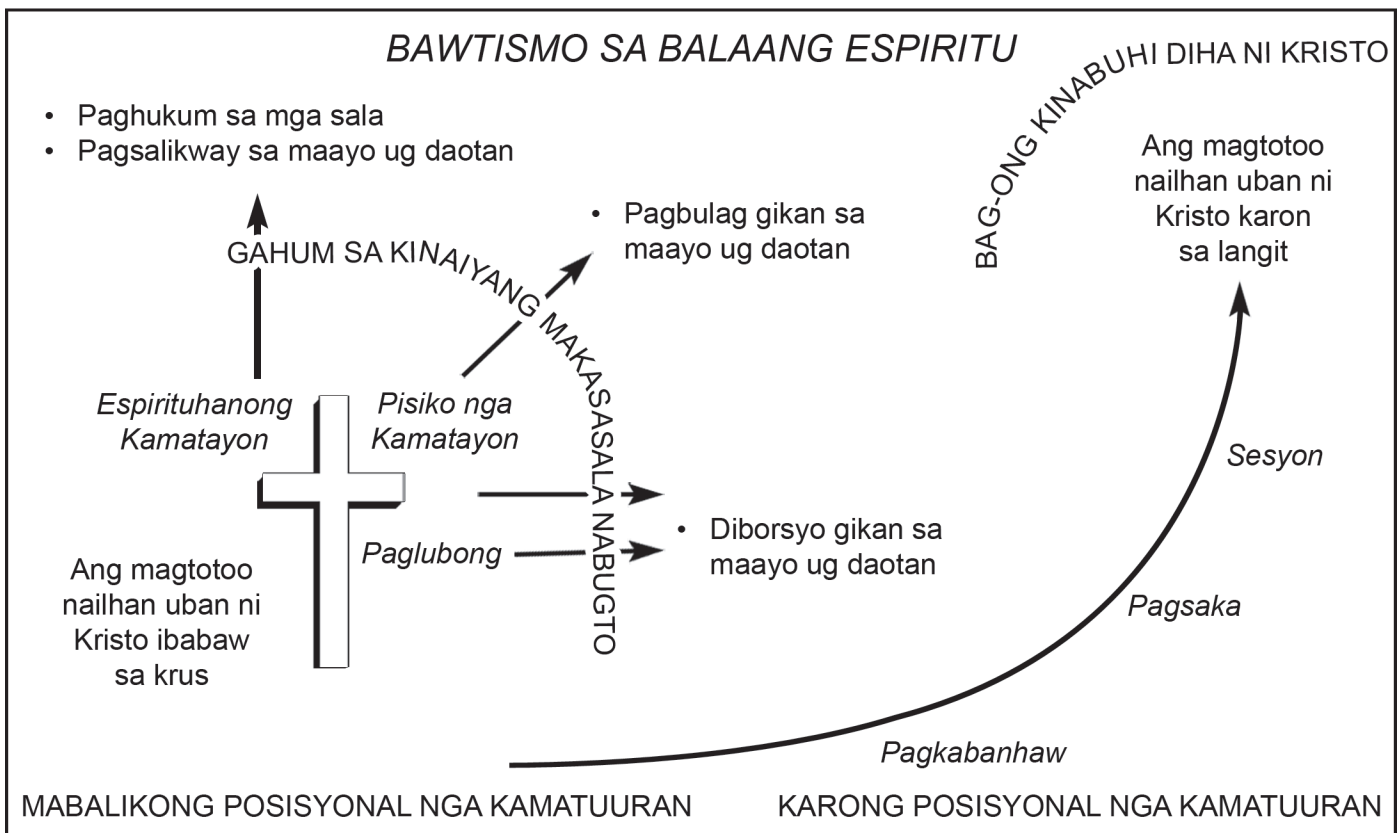 BAWTISMO SA BALAANG ESPIRITU
• Paghukum sa mga sala
• Pagsalikway sa maayo ug daotan
GAHUM SA KINAIYANG MAKASASALA NABUGTO
• Pagbulag gikan sa
maayo ug daotan
Espirituhanong
Kamatayon
Pisiko nga
Kamatayon
Paglubong
• Diborsyo gikan sa
maayo ug daotan
Ang magtotoo
nailhan uban ni
Kristo ibabaw
sa krus
BAG-ONG KINABUHI DIHA NI KRISTO
Ang magtotoo
nailhan uban ni
Kristo karon
sa langit
Sesyon
Pagsaka
Pagkabanhaw
MABALIKONG POSISYONAL NGA KAMATUURAN
KARONG POSISYONAL NGA KAMATUURAN